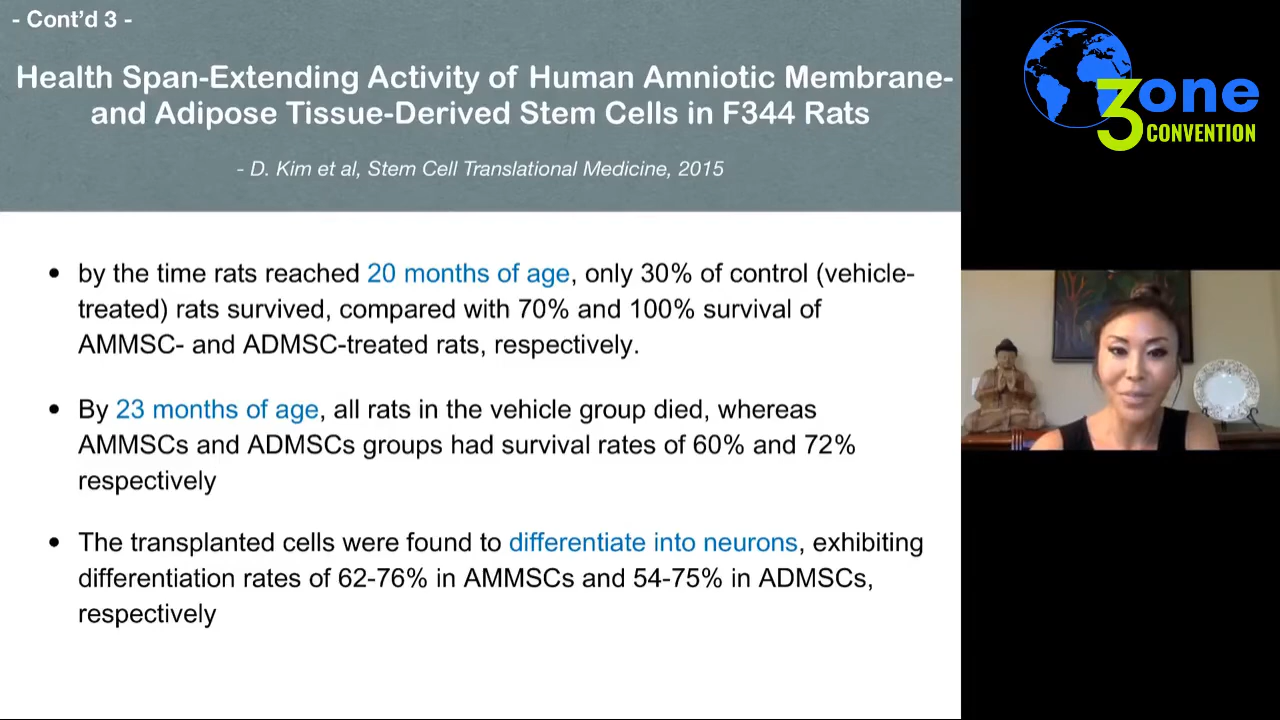 - Cont'd 3 -
Health Span-Extending Activity of Human Amniotic Membrane-
and Adipose Tissue-Derived Stem Cells in F344 Rats
- D. Kim et al, Stem Cell Translational Medicine, 2015
by the time rats reached 20 months of age, only 30% of control (vehicle-
treated) rats survived, compared with 70% and 100% survival of
AMMSC- and ADMSC-treated rats, respectively.
By 23 months of age, all rats in the vehicle group died, whereas
AMMSCs and ADMSCs groups had survival rates of 60% and 72%
respectively
The transplanted cells were found to differentiate into neurons, exhibiting
differentiation rates of 62-76% in AMMSCs and 54-75% in ADMSCs,
respectively
3one
CONVENTION